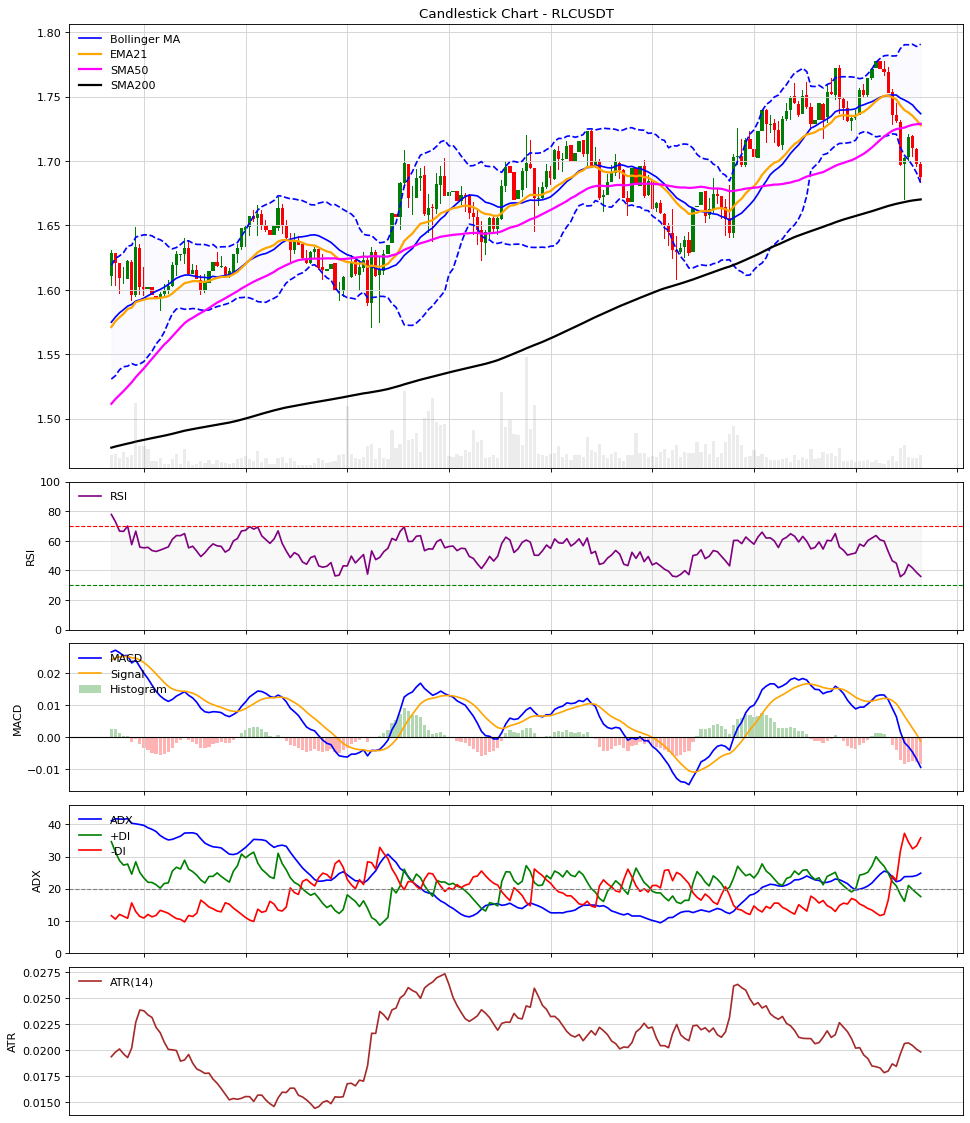 Candlestick Chart - RLCUSDT
1.80
1.75
1.70
1.65
1.60
1.55
1.50
Bollinger MA
EMA21
SMA50
SMA200
100
80
60
40
20
0
RSI
RSI
0.02
0.01
0.00
−0.01
MACD
MACD
Signal
Histogram
40
30
20
10
0
ADX
ADX
+DI
-DI
0.0275
0.0250
0.0225
0.0200
0.0175
0.0150
ATR
ATR(14)